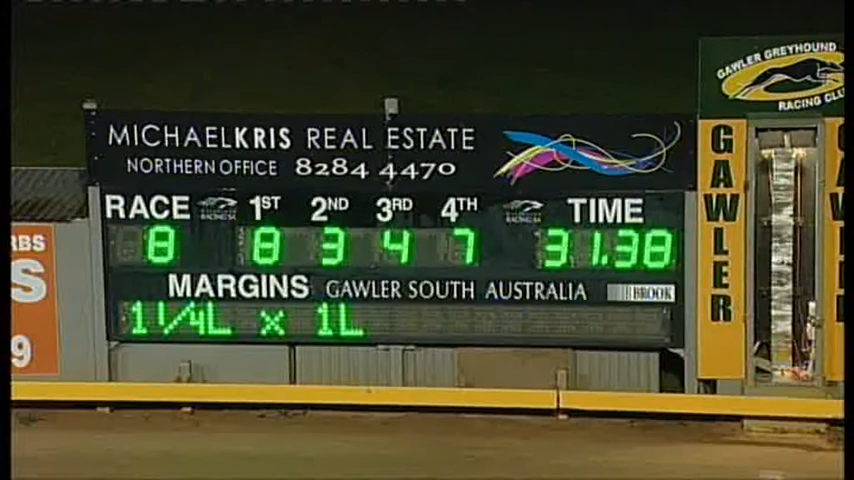 GAWLER GREYHOUND
RACING CLUB
MICHAELKRIS REAL ESTATE
NORTHERN OFFICE 8284 4470
RACE 1ST 2ND 3RD 4TH TIME
8 8 3 4 7 31.38
MARGINS GAWLER SOUTH AUSTRALIA BROOK
1 1/4L x 1L
GAWLER
RBS
S
9